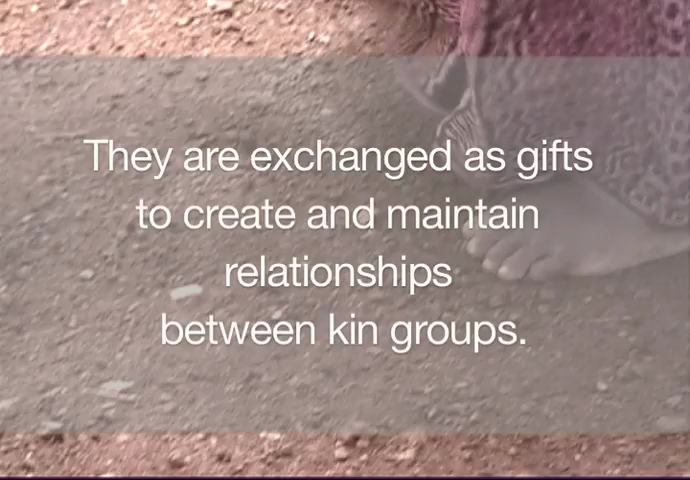 They are exchanged as gifts
to create and maintain
relationships
between kin groups.